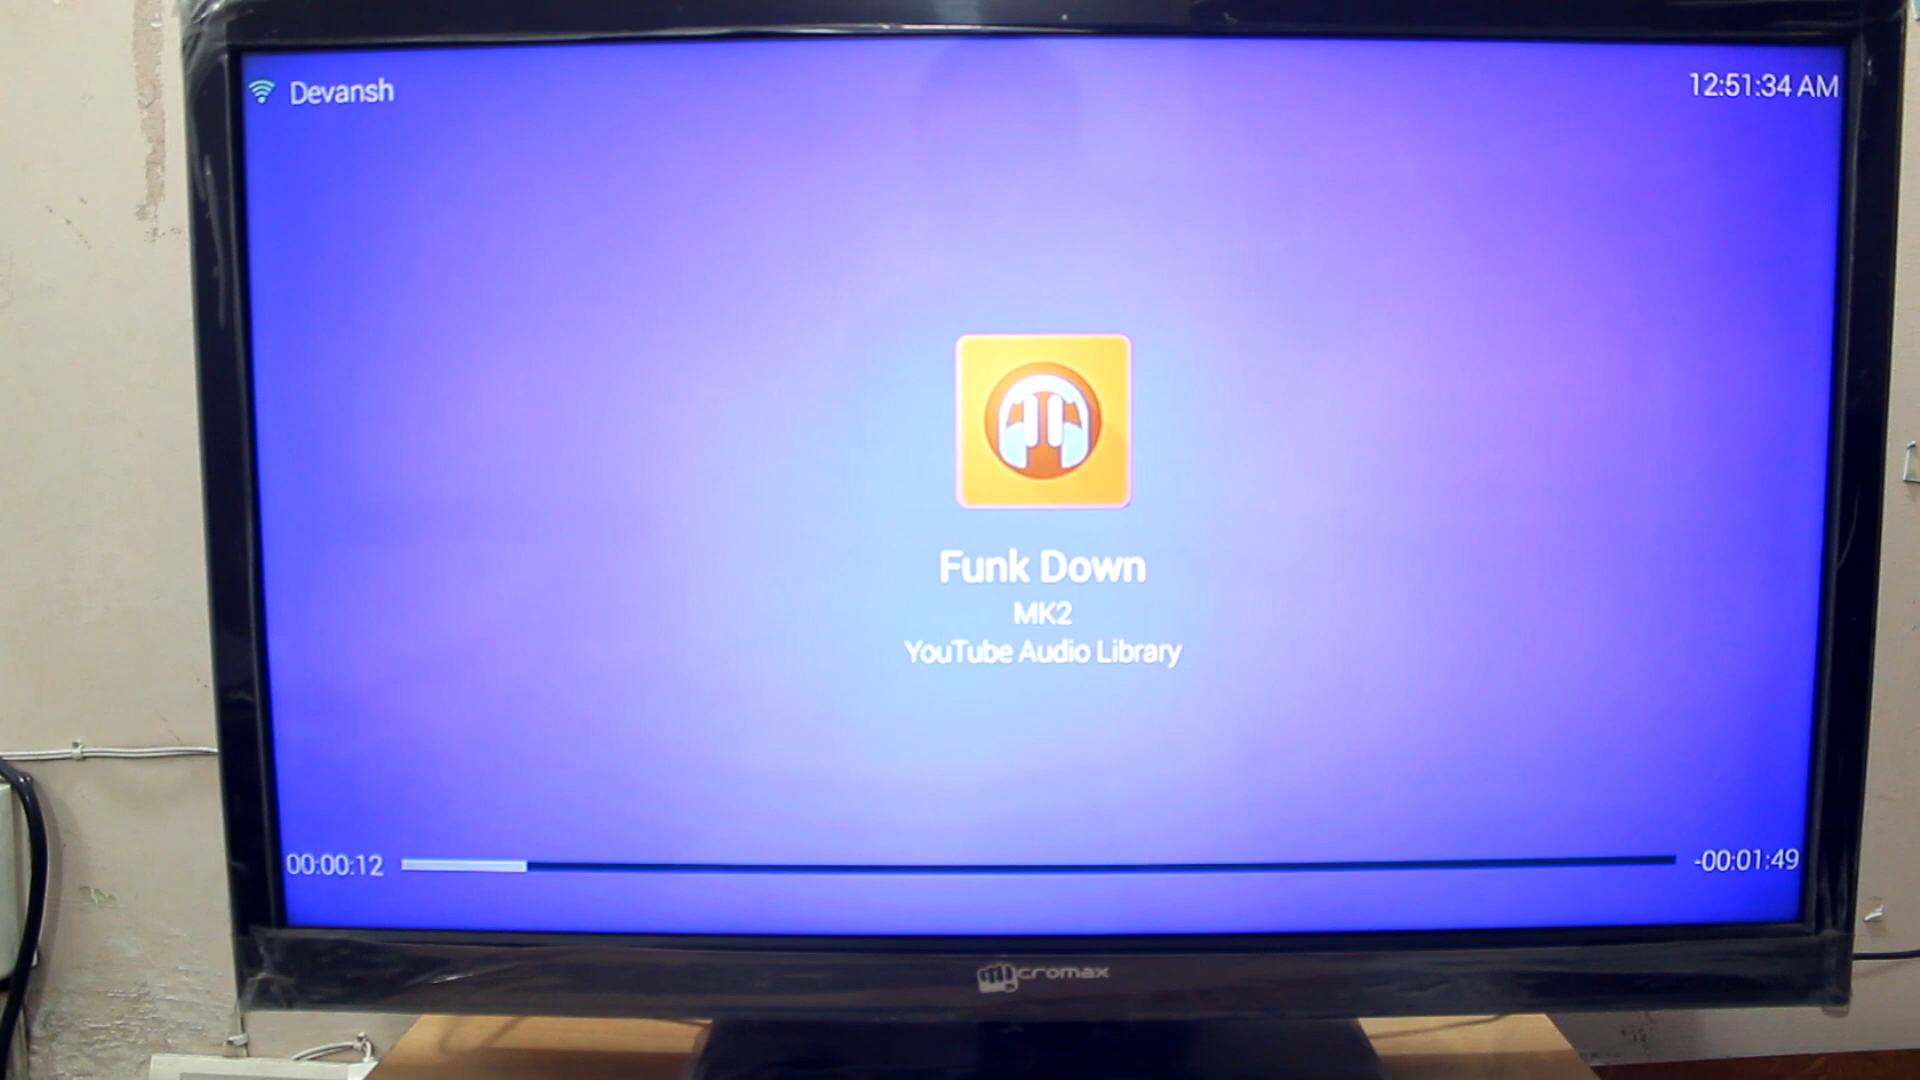 Devansh
12:51:34 AM
Funk Down
MK2
YouTube Audio Library
00:00:12
-00:01:49
micromax